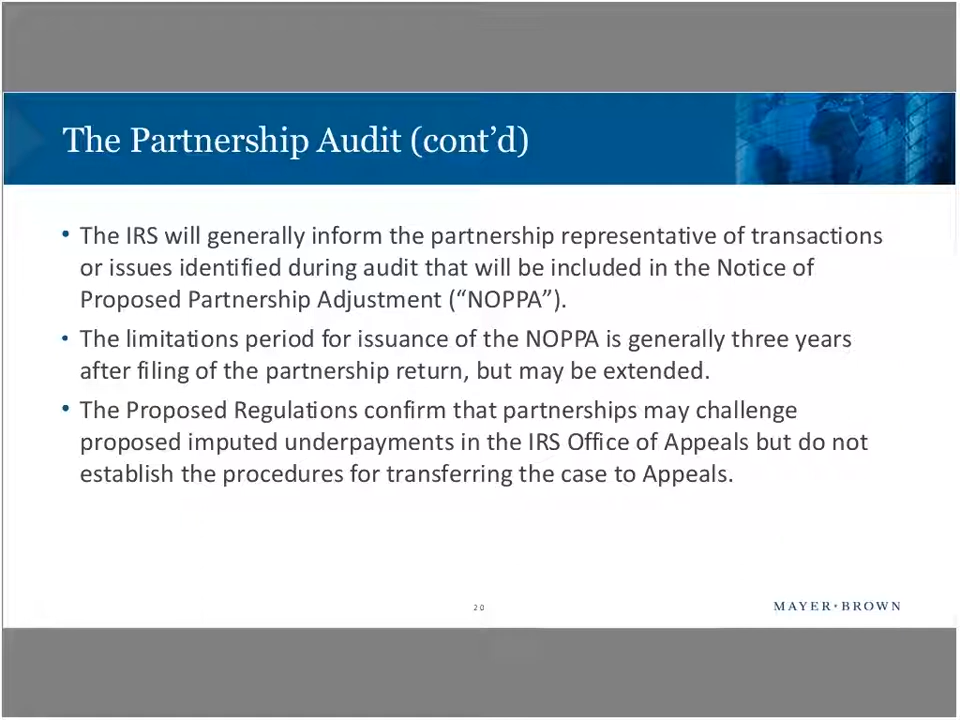 The Partnership Audit (cont’d)
• The IRS will generally inform the partnership representative of transactions
or issues identified during audit that will be included in the Notice of
Proposed Partnership Adjustment (“NOPPA”).
• The limitations period for issuance of the NOPPA is generally three years
after filing of the partnership return, but may be extended.
• The Proposed Regulations confirm that partnerships may challenge
proposed imputed underpayments in the IRS Office of Appeals but do not
establish the procedures for transferring the case to Appeals.
20
MAYER•BROWN